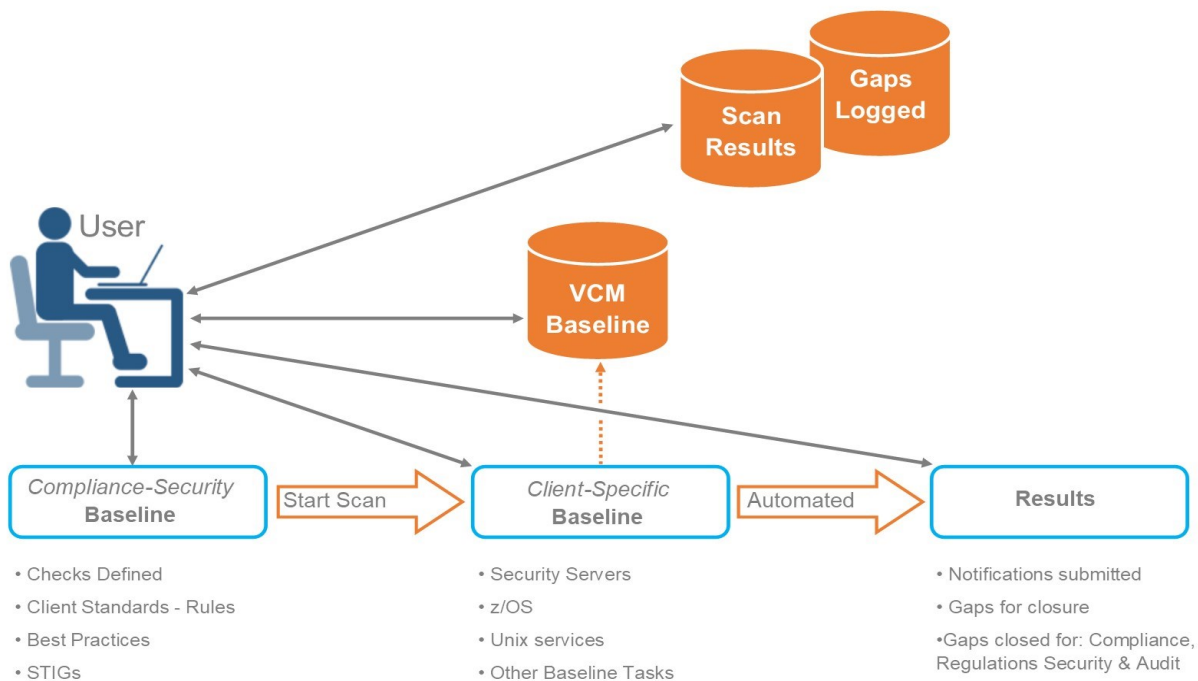 Gaps
Logged
Scan
Results
User
VCM
Baseline
Compliance-Security
Baseline
Start Scan
Client-Specific
Baseline
Automated
Results
• Checks Defined
• Client Standards - Rules
• Best Practices
• STIGs
• Security Servers
• z/OS
• Unix services
• Other Baseline Tasks
• Notifications submitted
• Gaps for closure
•Gaps closed for: Compliance,
Regulations Security & Audit